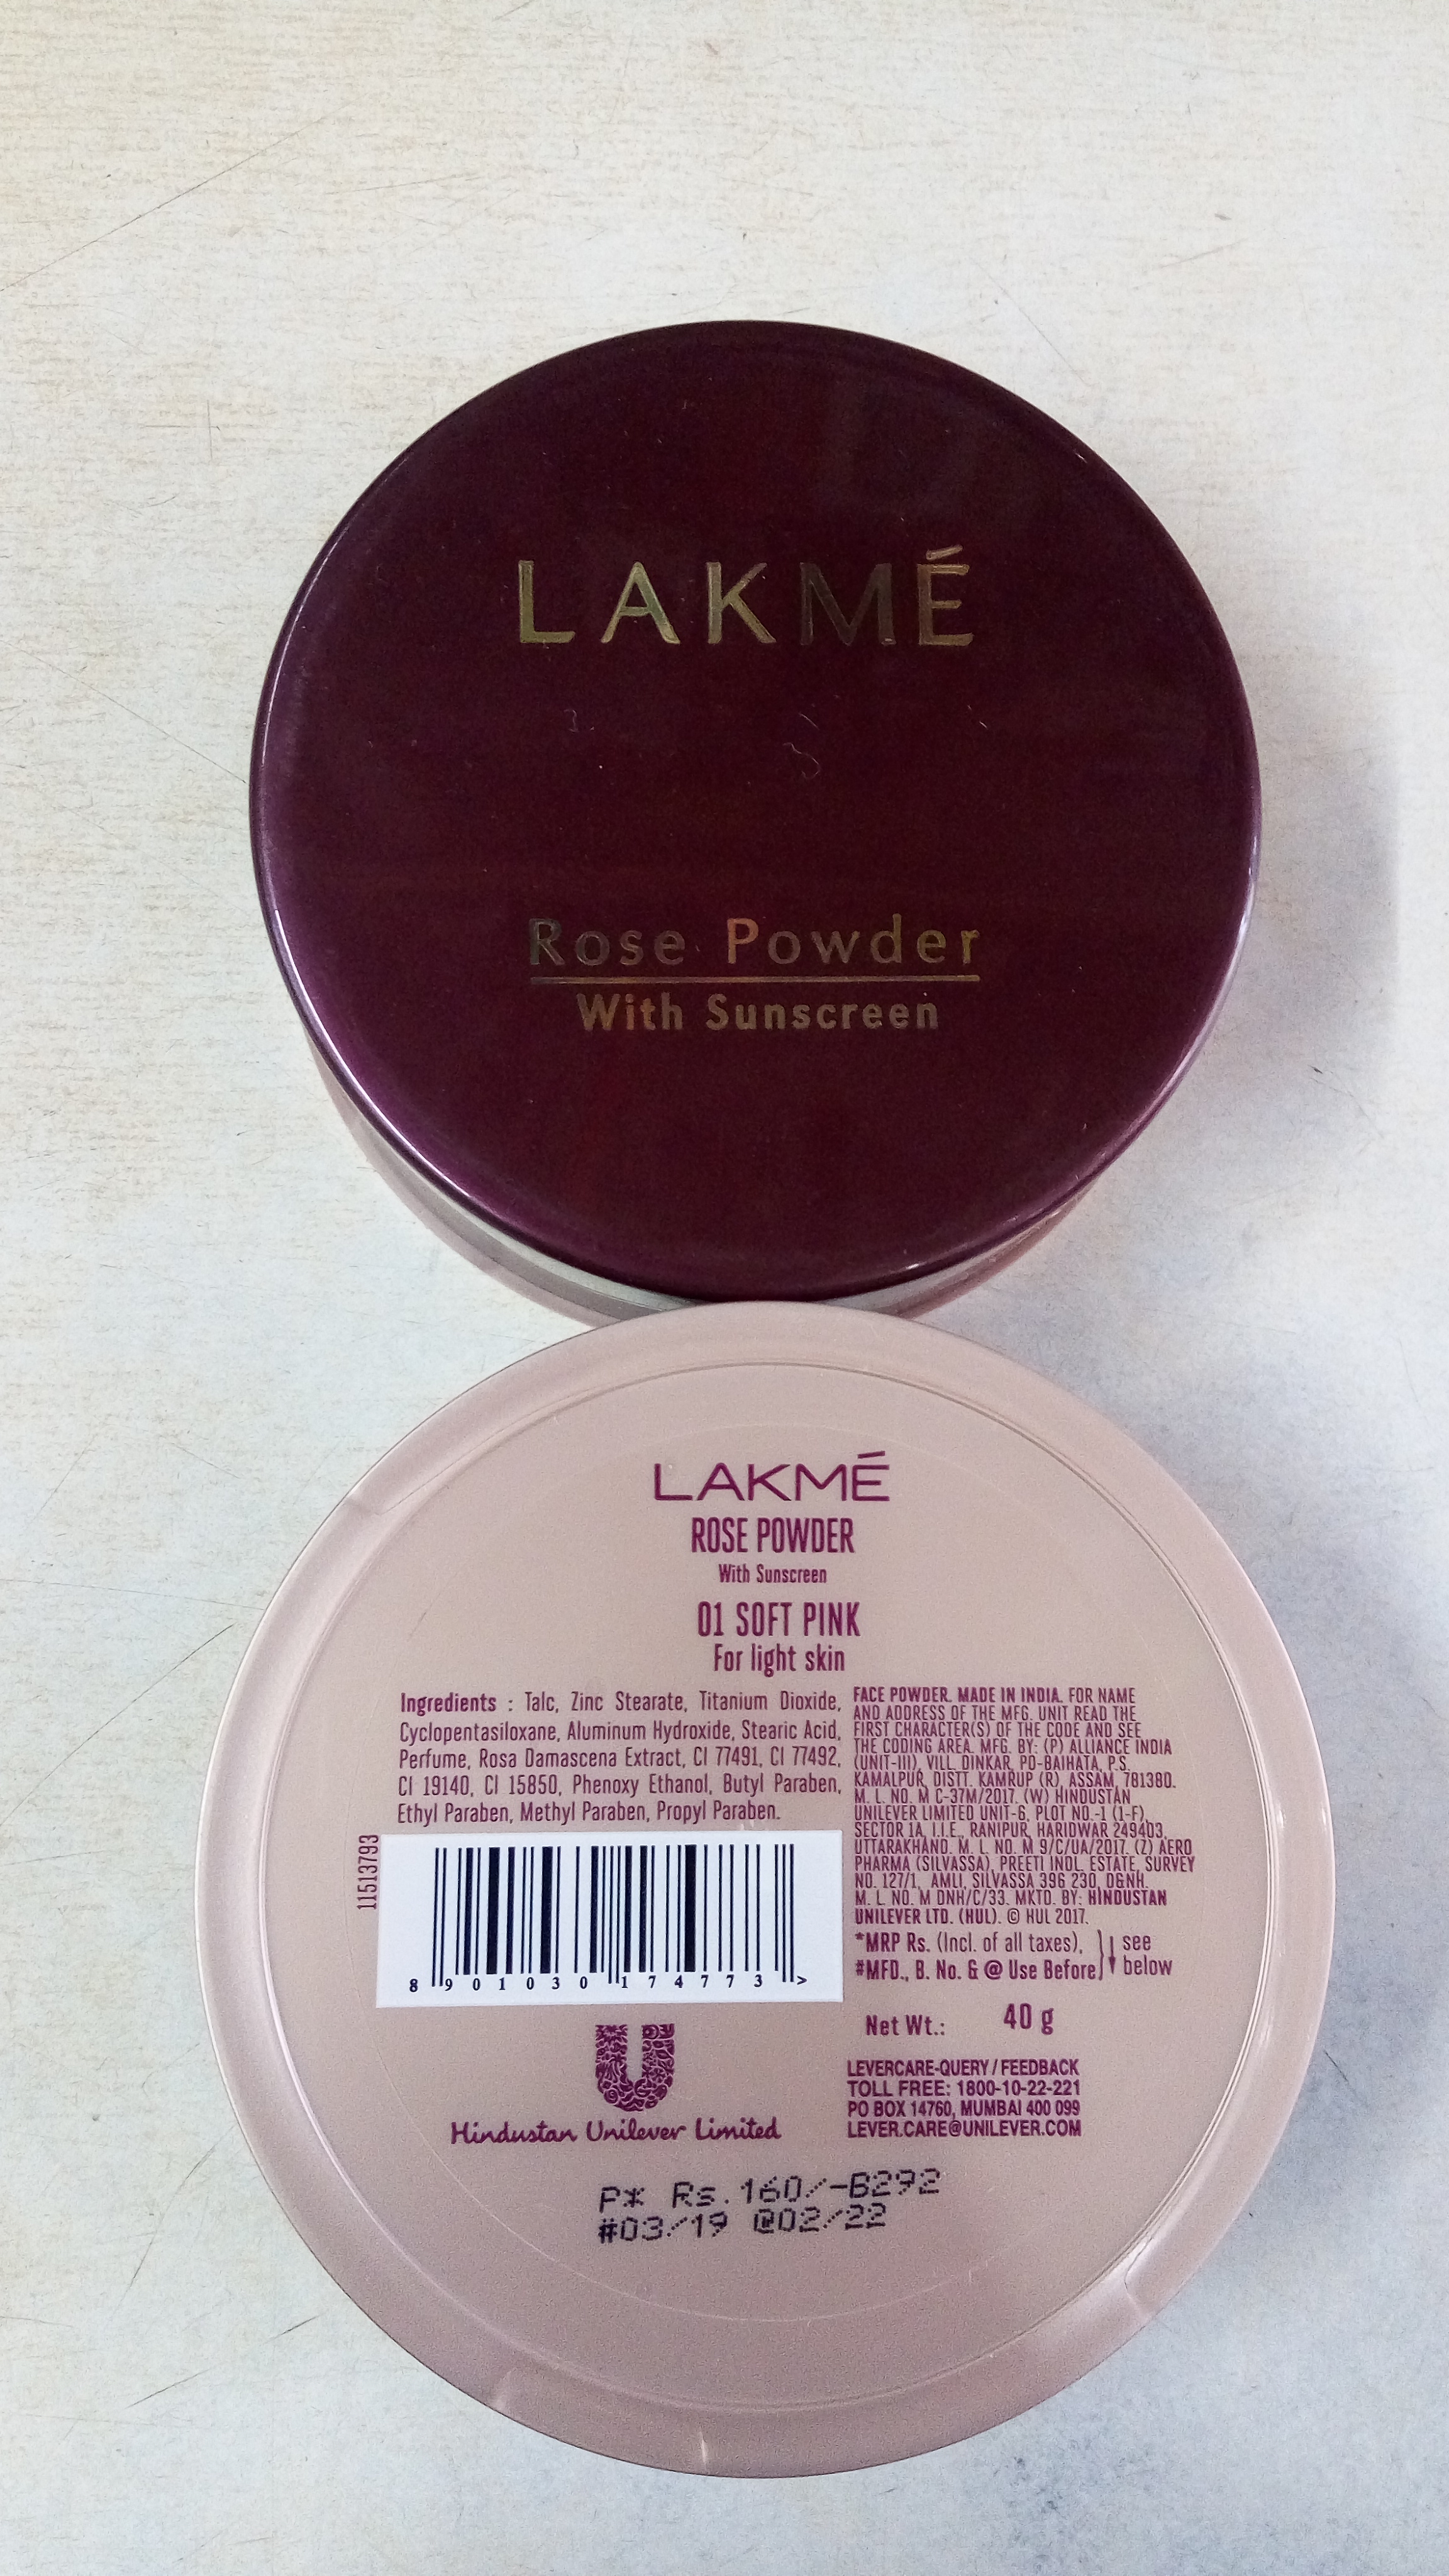 LAKMÉ
Rose Powder
With Sunscreen
LAKMÉ
ROSE POWDER
With Sunscreen
01 SOFT PINK
For light skin
Ingredients : Talc, Zinc Stearate, Titanium Dioxide,
Cyclopentasiloxane, Aluminum Hydroxide, Stearic Acid,
Perfume, Rosa Damascena Extract, CI 77491, CI 77492,
CI 19140, CI 15850, Phenoxy Ethanol, Butyl Paraben,
Ethyl Paraben, Methyl Paraben, Propyl Paraben.
11513793
8 901030 174773 >
Hindustan Unilever Limited
FACE POWDER. MADE IN INDIA. FOR NAME
AND ADDRESS OF THE MFG. UNIT READ THE
FIRST CHARACTER(S) OF THE CODE AND SEE
THE CODING AREA. MFG. BY: (P) ALLIANCE INDIA
(UNIT-III), VILL. DINKAR, PO-BAIHATA, P.S.
KAMALPUR, DISTT. KAMRUP (R), ASSAM, 781380.
M. L. NO. M C-37M/2017. (W) HINDUSTAN
UNILEVER LIMITED UNIT-6, PLOT NO.-1 (1-F),
SECTOR 1A, I.I.E., RANIPUR, HARIDWAR 249403,
UTTARAKHAND. M. L. NO. M 9/C/UA/2017. (Z) AERO
PHARMA (SILVASSA), PREETI INDL. ESTATE, SURVEY
NO. 127/1, AMLI, SILVASSA 396 230, D&NH.
M. L. NO. M DNH/C/33. MKTD. BY: HINDUSTAN
UNILEVER LTD. (HUL). © HUL 2017.
*MRP Rs. (Incl. of all taxes), see
#MFD., B. No. & @ Use Before below
Net Wt.: 40 g
LEVERCARE-QUERY / FEEDBACK
TOLL FREE: 1800-10-22-221
PO BOX 14760, MUMBAI 400 099
LEVER.CARE@UNILEVER.COM
P* Rs.160/-B292
#03/19 @02/22